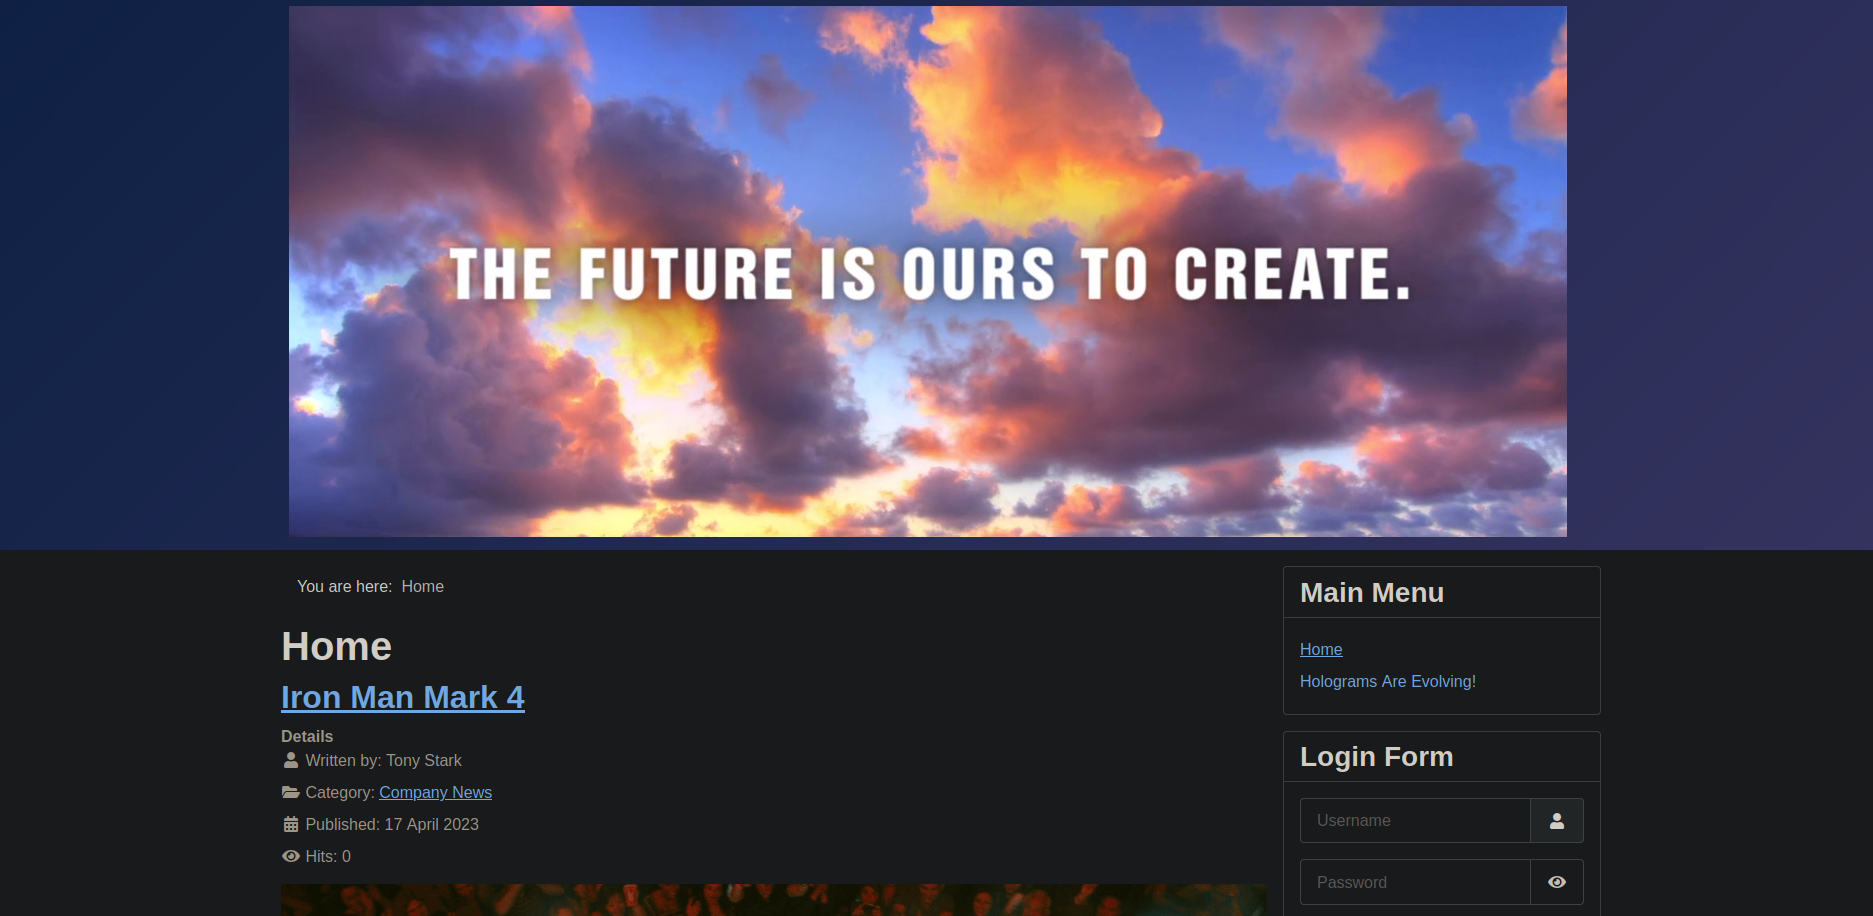 THE FUTURE IS OURS TO CREATE.
You are here: Home
Home
Iron Man Mark 4
Details
Written by: Tony Stark
Category: Company News
Published: 17 April 2023
Hits: 0
Main Menu
Home
Holograms Are Evolving!
Login Form
Username
Password